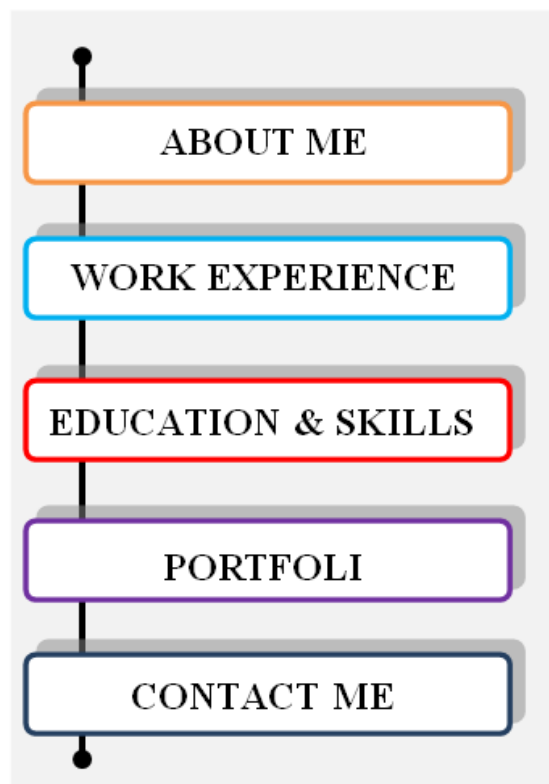 ABOUT ME
WORK EXPERIENCE
EDUCATION & SKILLS
PORTFOLI
CONTACT ME